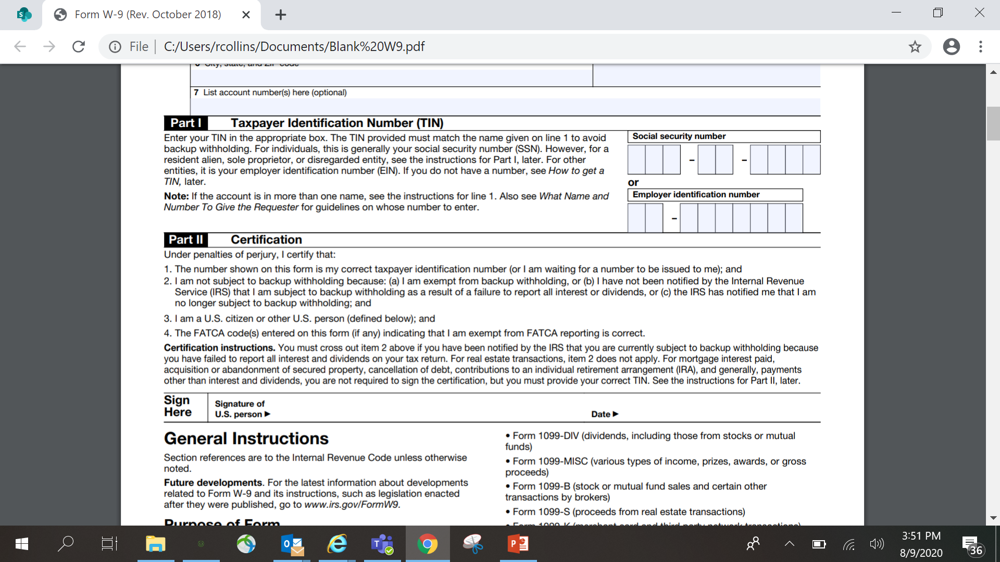 Form W-9 (Rev. October 2018)
File
C:/Users/rcollins/Documents/Blank%20W9.pdf
6 City, state, and ZIP code
7 List account number(s) here (optional)
Part I Taxpayer Identification Number (TIN)
Enter your TIN in the appropriate box. The TIN provided must match the name given on line 1 to avoid
backup withholding. For individuals, this is generally your social security number (SSN). However, for a
resident alien, sole proprietor, or disregarded entity, see the instructions for Part I, later. For other
entities, it is your employer identification number (EIN). If you do not have a number, see How to get a
TIN, later.
Note: If the account is in more than one name, see the instructions for line 1. Also see What Name and
Number To Give the Requester for guidelines on whose number to enter.
Social security number
– –
or
Employer identification number
–
Part II Certification
Under penalties of perjury, I certify that:
1. The number shown on this form is my correct taxpayer identification number (or I am waiting for a number to be issued to me); and
2. I am not subject to backup withholding because: (a) I am exempt from backup withholding, or (b) I have not been notified by the Internal Revenue
Service (IRS) that I am subject to backup withholding as a result of a failure to report all interest or dividends, or (c) the IRS has notified me that I am
no longer subject to backup withholding; and
3. I am a U.S. citizen or other U.S. person (defined below); and
4. The FATCA code(s) entered on this form (if any) indicating that I am exempt from FATCA reporting is correct.
Certification instructions. You must cross out item 2 above if you have been notified by the IRS that you are currently subject to backup withholding because
you have failed to report all interest and dividends on your tax return. For real estate transactions, item 2 does not apply. For mortgage interest paid,
acquisition or abandonment of secured property, cancellation of debt, contributions to an individual retirement arrangement (IRA), and generally, payments
other than interest and dividends, you are not required to sign the certification, but you must provide your correct TIN. See the instructions for Part II, later.
Sign
Here
Signature of
U.S. person ▶
Date ▶
General Instructions
Section references are to the Internal Revenue Code unless otherwise
noted.
Future developments. For the latest information about developments
related to Form W-9 and its instructions, such as legislation enacted
after they were published, go to www.irs.gov/FormW9.
Purpose of Form
• Form 1099-DIV (dividends, including those from stocks or mutual
funds)
• Form 1099-MISC (various types of income, prizes, awards, or gross
proceeds)
• Form 1099-B (stock or mutual fund sales and certain other
transactions by brokers)
• Form 1099-S (proceeds from real estate transactions)
• Form 1099-K (merchant card and third party network transactions)
3:51 PM
8/9/2020
36